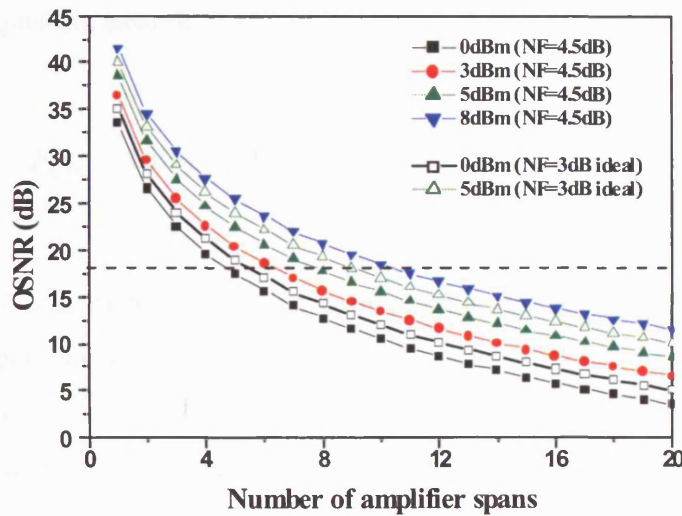 45
40
35
30
25
20
15
10
5
0
OSNR (dB)
0dBm (NF=4.5dB)
3dBm (NF=4.5dB)
5dBm (NF=4.5dB)
8dBm (NF=4.5dB)
0dBm (NF=3dB ideal)
5dBm (NF=3dB ideal)
0 4 8 12 16 20
Number of amplifier spans